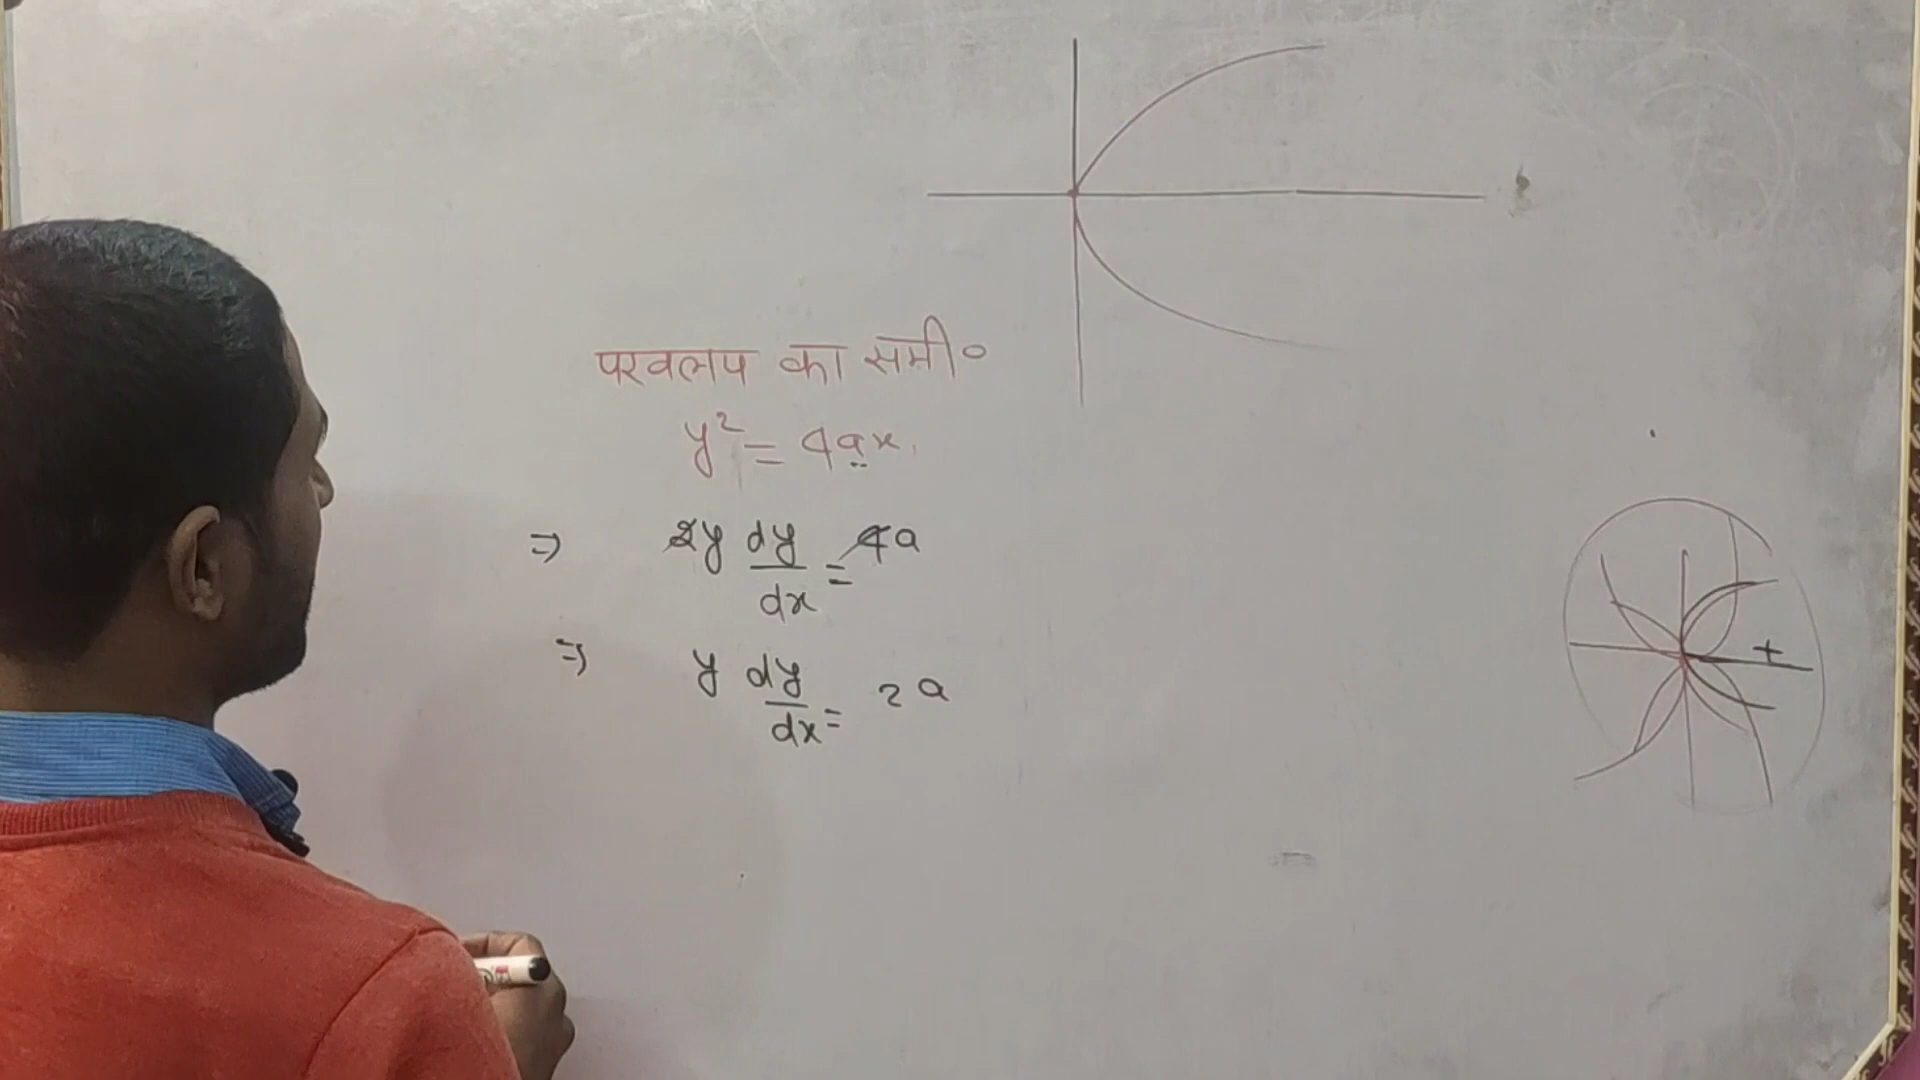 परवलय का समी०
y² = 4ax.
⇒ 2y dy/dx = 4a
⇒ y dy/dx = 2a
+